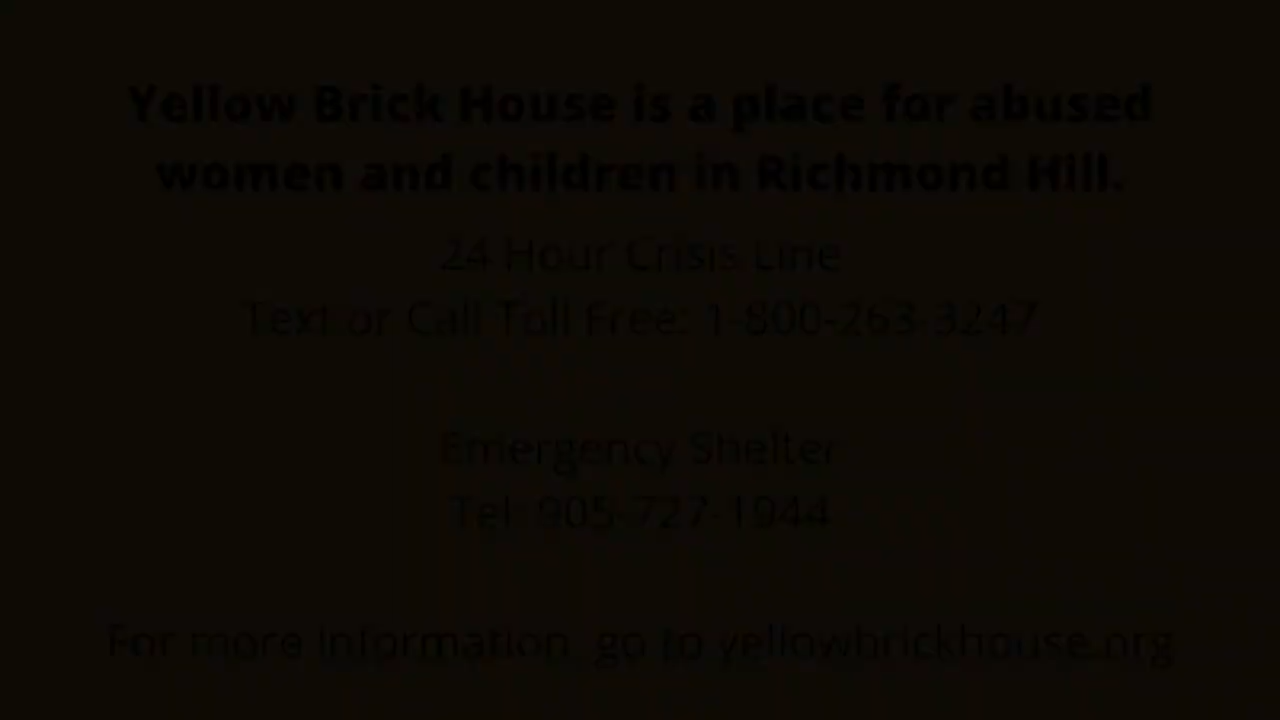 Yellow Brick House is a place for abused
women and children in Richmond Hill.
24 Hour Crisis Line
Text or Call Toll Free: 1-800-263-3247
Emergency Shelter
Tel: 905-727-1944
For more information, go to yellowbrickhouse.org